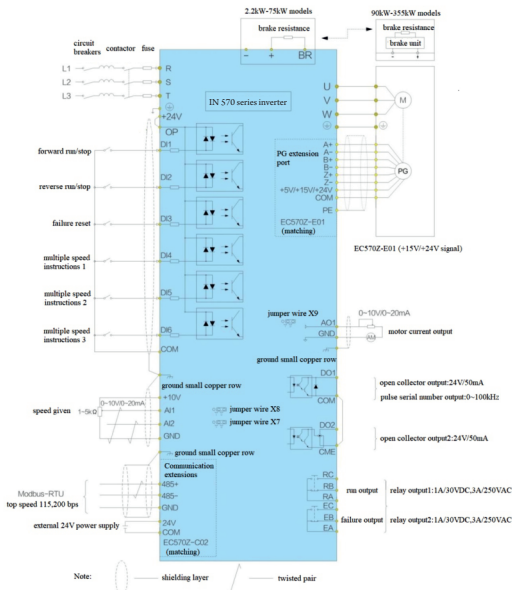 2.2kW-75kW models
90kW-355kW models
brake resistance
brake resistance
brake unit
− + BR
circuit breakers
contactor
fuse
L1
L2
L3
R
S
T
+24V
OP
IN 570 series inverter
U
V
W
M
forward run/stop
DI1
reverse run/stop
DI2
failure reset
DI3
multiple speed
instructions 1
DI4
multiple speed
instructions 2
DI5
multiple speed
instructions 3
DI6
COM
PG extension
port
A+
A−
B+
B−
Z+
Z−
+5V/+15V/+24V
COM
PE
EC570Z-E01
(matching)
PG
EC570Z-E01 (+15V/+24V signal)
jumper wire X9
AO1
GND
0~10V/0~20mA
AM
motor current output
ground small copper row
ground small copper row
DO1
COM
open collector output:24V/50mA
pulse serial number output:0~100kHz
+10V
AI1
AI2
GND
0~10V/0~20mA
1~5kΩ
speed given
jumper wire X8
jumper wire X7
DO2
CME
open collector output2:24V/50mA
ground small copper row
Communication
extensions
485+
485−
GND
24V
COM
EC570Z-C02
(matching)
Modbus-RTU
top speed 115,200 bps
external 24V power supply
RC
RB
RA
run output
relay output1:1A/30VDC,3A/250VAC
EC
EB
EA
failure output
relay output2:1A/30VDC,3A/250VAC
Note:
shielding layer
twisted pair